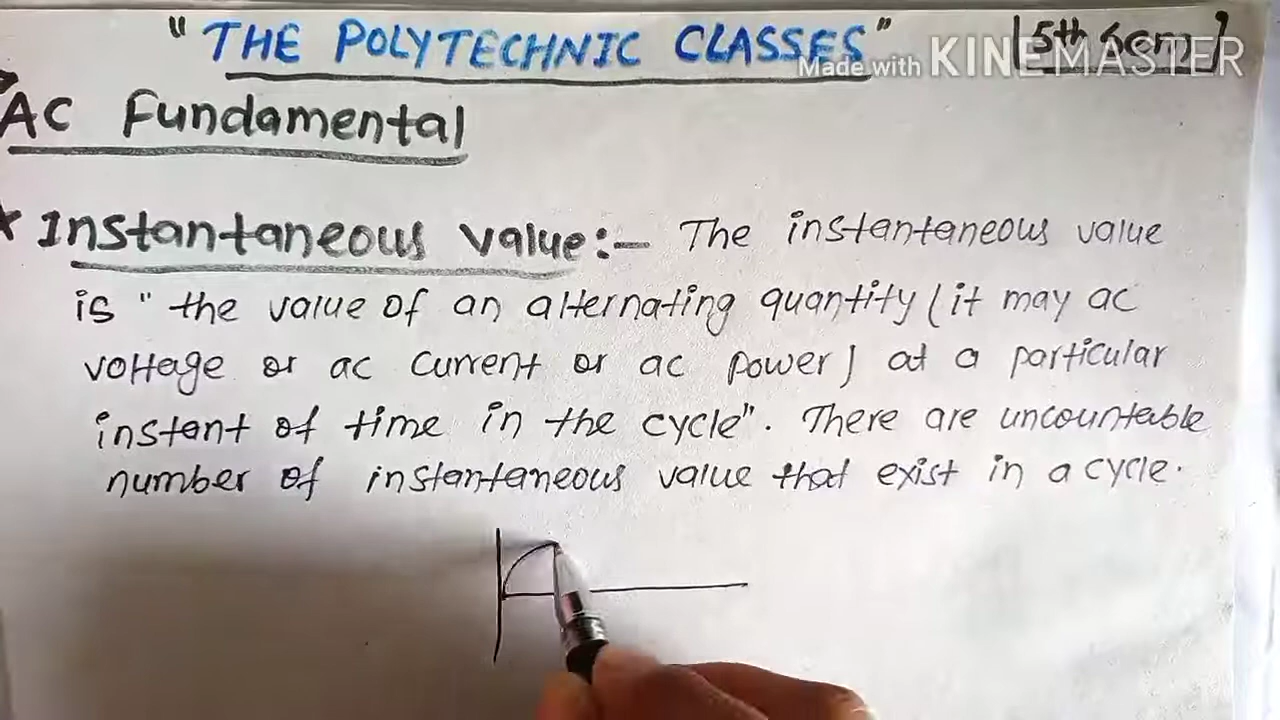 "THE POLYTECHNIC CLASSES" [5th Sem]
Made with KINEMASTER
AC Fundamental
Instantaneous value:- The instantaneous value
is " the value of an alternating quantity (it may ac
voltage or ac current or ac power) at a particular
instant of time in the cycle". There are uncountable
number of instantaneous value that exist in a cycle.